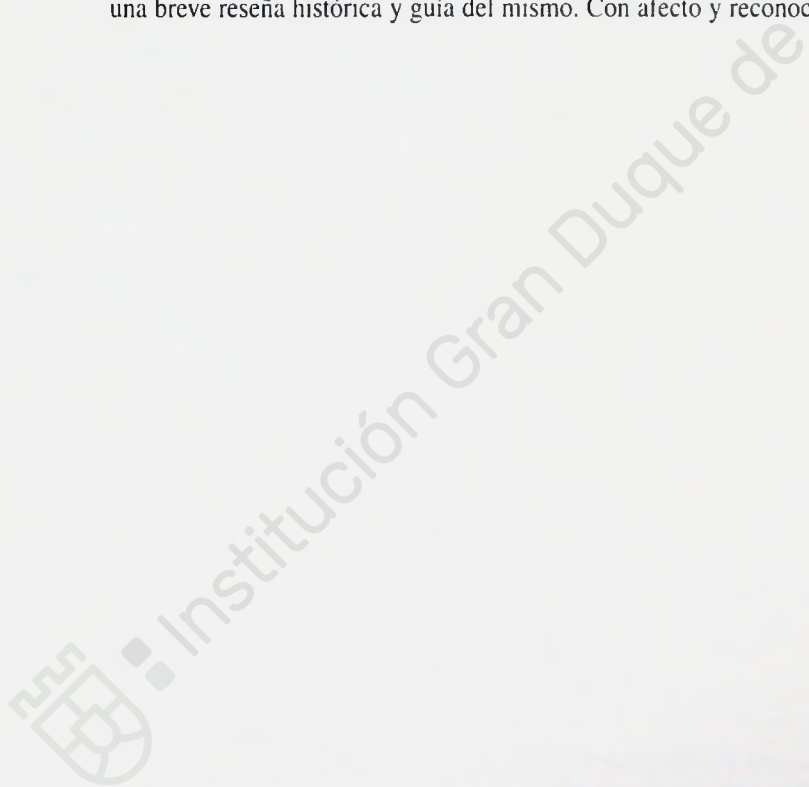 una breve reseña histórica y guía del mismo. Con afecto y reconoc
Institución Gran Duque de